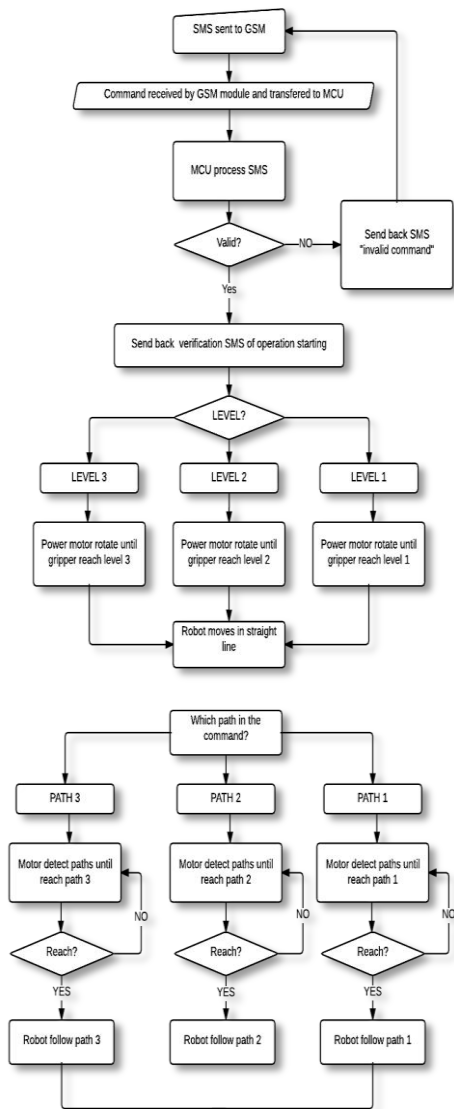 SMS sent to GSM
Command received by GSM module and transfered to MCU
MCU process SMS
Valid?
NO
Send back SMS
"invalid command"
Yes
Send back verification SMS of operation starting
LEVEL?
LEVEL 3
LEVEL 2
LEVEL 1
Power motor rotate until
gripper reach level 3
Power motor rotate until
gripper reach level 2
Power motor rotate until
gripper reach level 1
Robot moves in straight
line
Which path in the
command?
PATH 3
PATH 2
PATH 1
Motor detect paths until
reach path 3
Motor detect paths until
reach path 2
Motor detect paths until
reach path 1
NO
NO
NO
Reach?
Reach?
Reach?
YES
YES
YES
Robot follow path 3
Robot follow path 2
Robot follow path 1